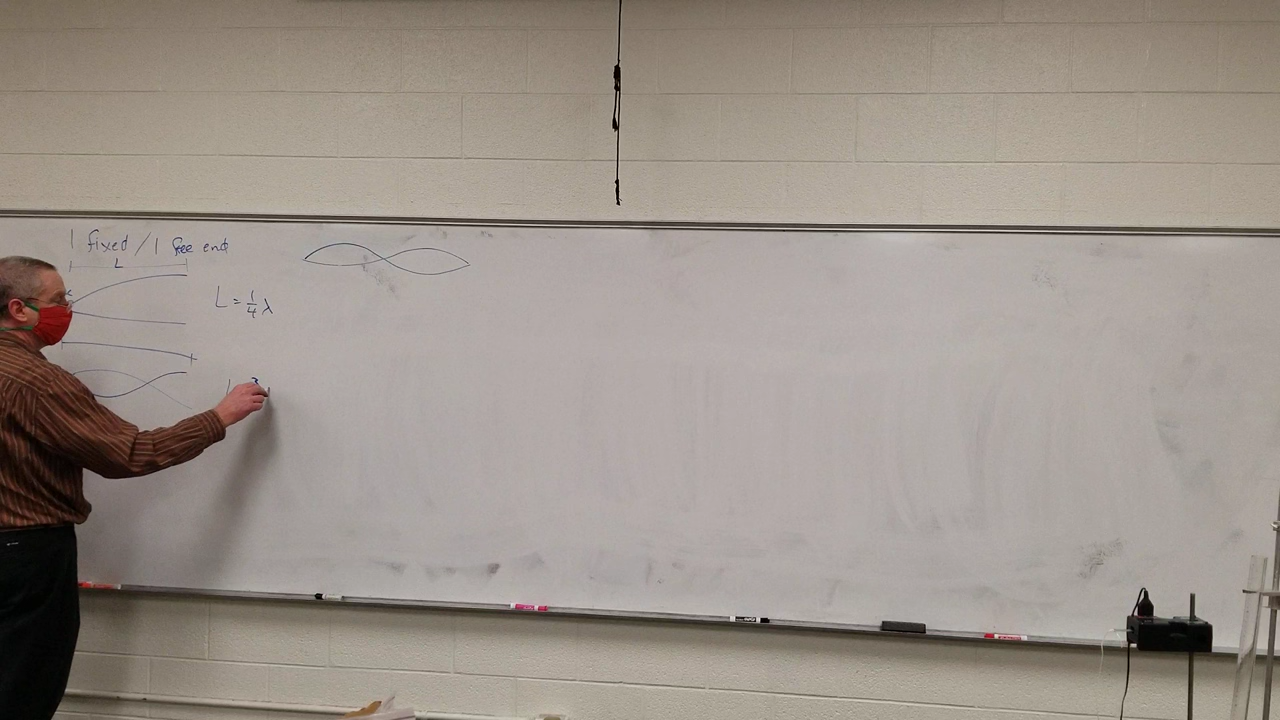 1 fixed / 1 free end
L
L = 1/4 λ
L